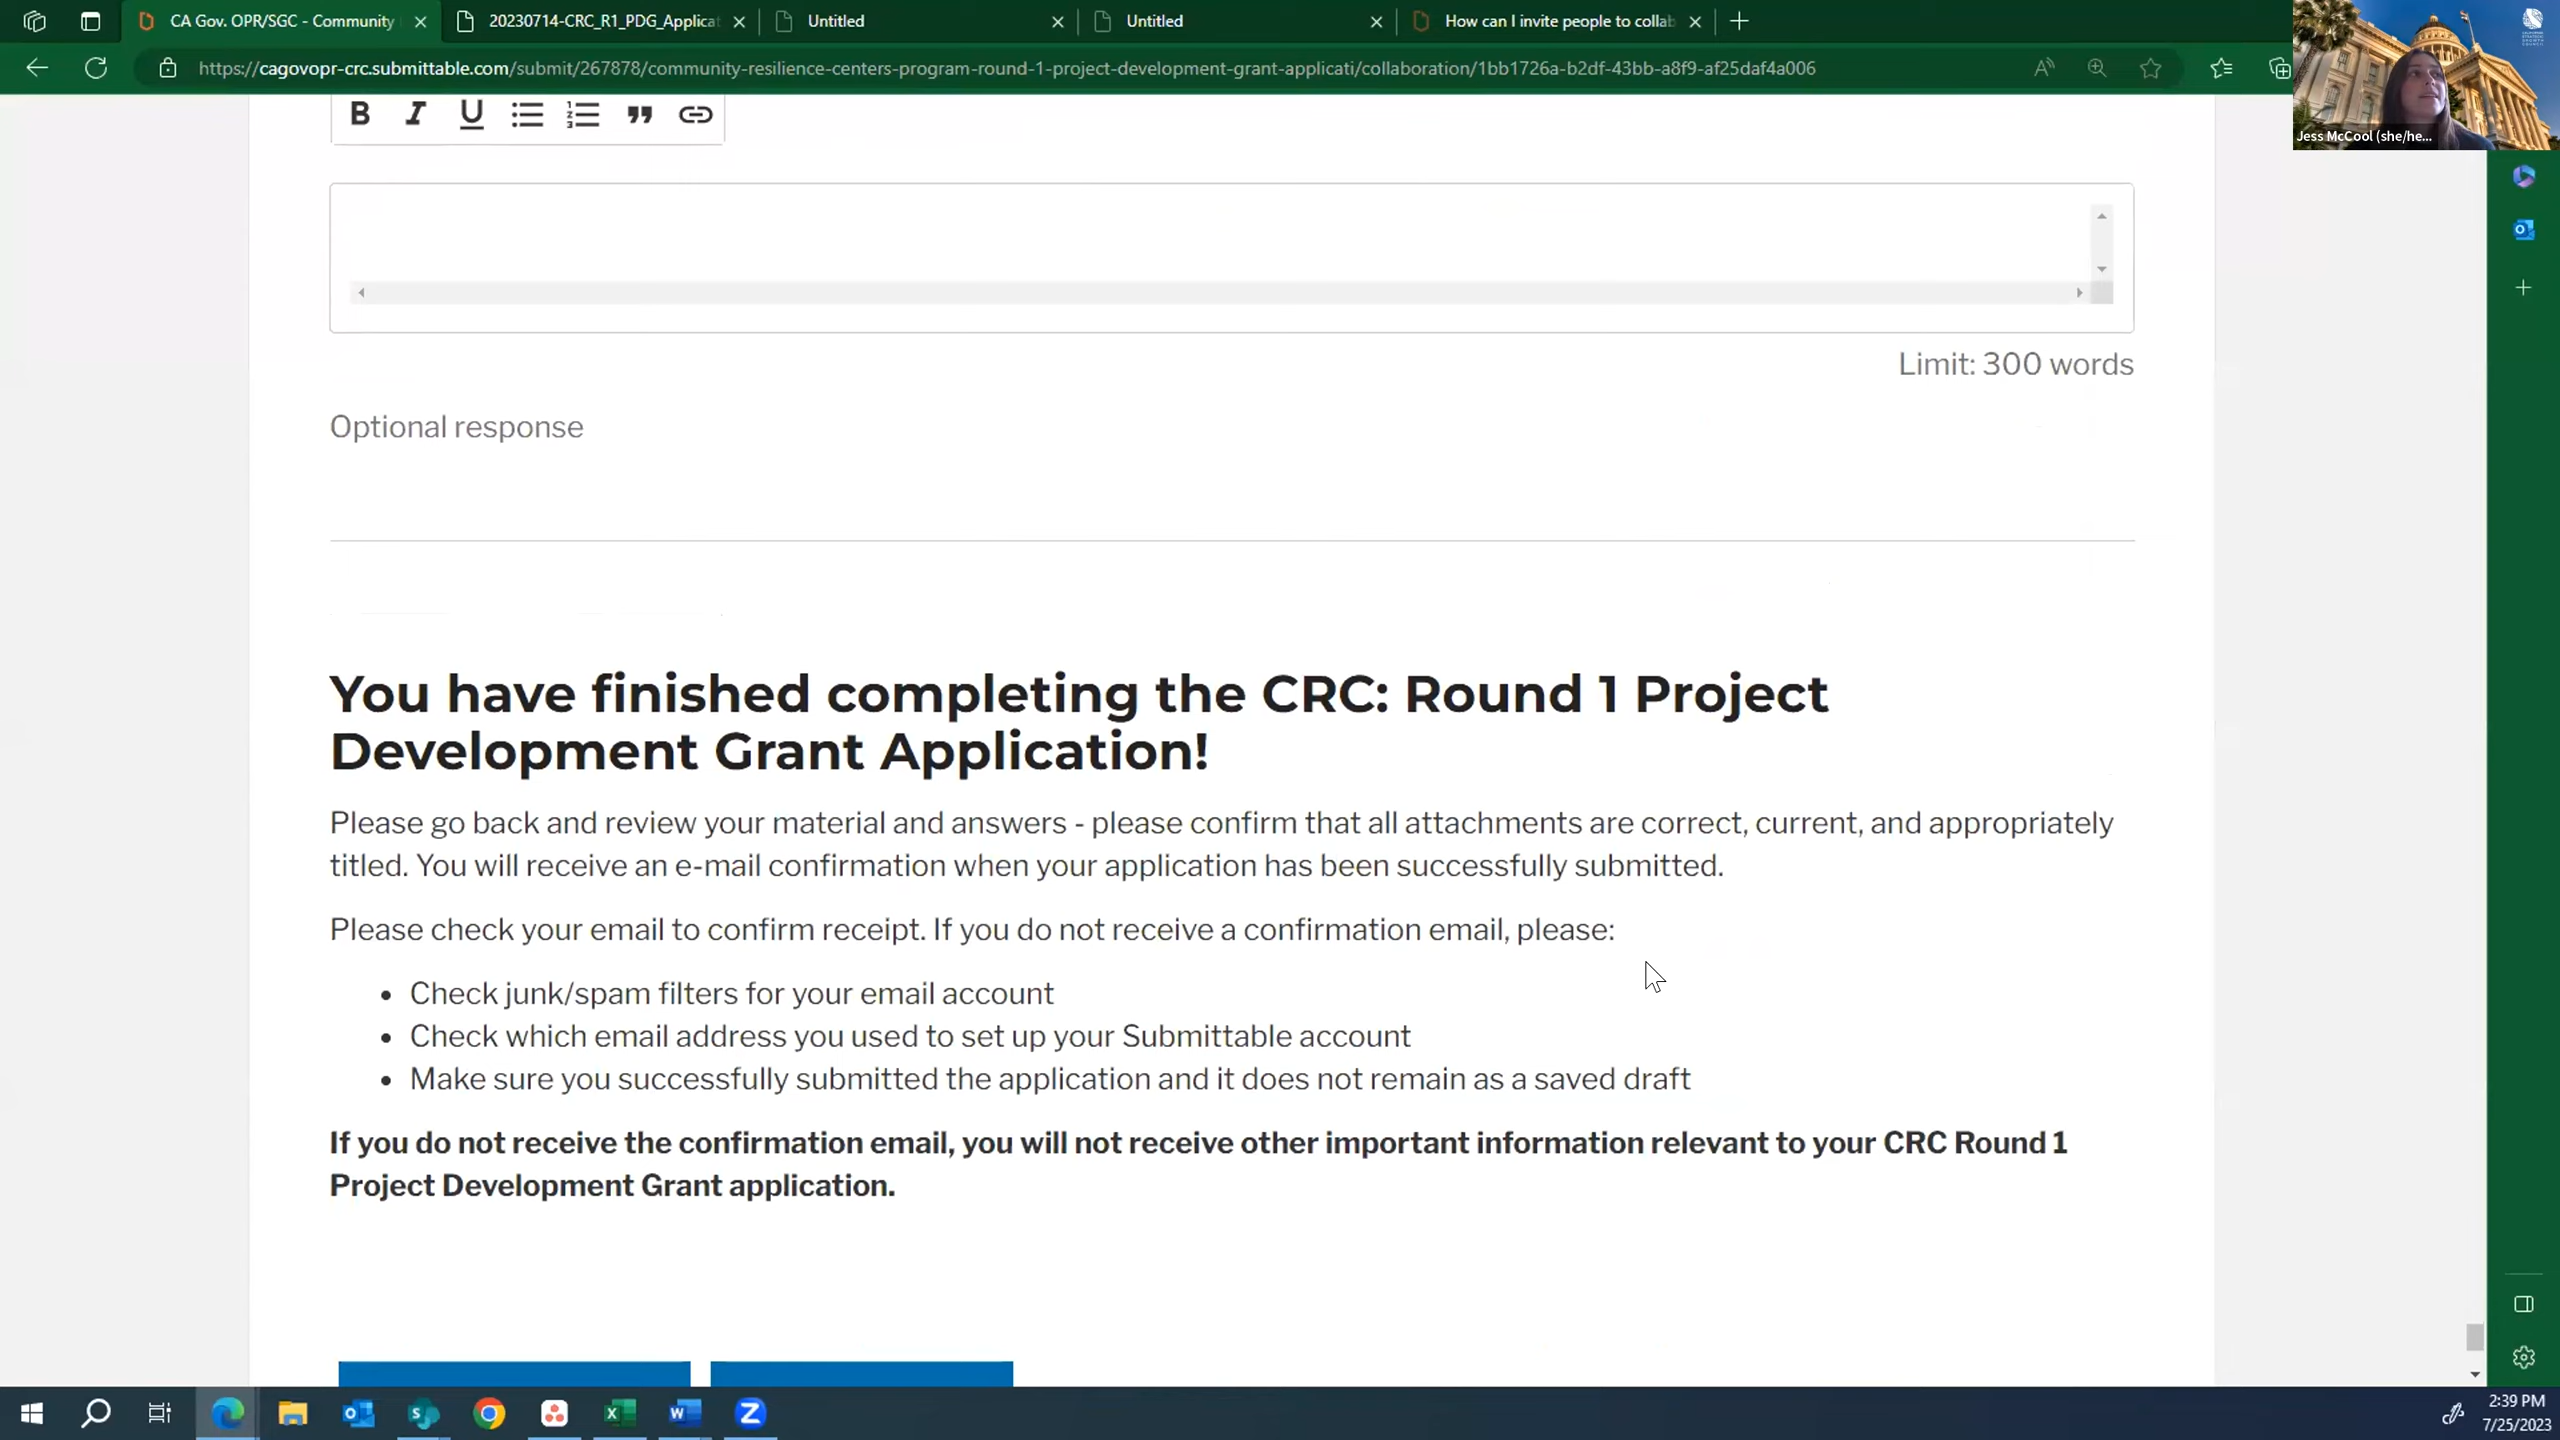 CA Gov. OPR/SGC - Community
20230714-CRC_R1_PDG_Applicat
Untitled
Untitled
How can I invite people to collab
https://cagovopr-crc.submittable.com/submit/267878/community-resilience-centers-program-round-1-project-development-grant-applicati/collaboration/1bb1726a-b2df-43bb-a8f9-af25daf4a006
Jess McCool (she/he...
B I U
Limit: 300 words
Optional response
You have finished completing the CRC: Round 1 Project
Development Grant Application!
Please go back and review your material and answers - please confirm that all attachments are correct, current, and appropriately
titled. You will receive an e-mail confirmation when your application has been successfully submitted.
Please check your email to confirm receipt. If you do not receive a confirmation email, please:
• Check junk/spam filters for your email account
• Check which email address you used to set up your Submittable account
• Make sure you successfully submitted the application and it does not remain as a saved draft
If you do not receive the confirmation email, you will not receive other important information relevant to your CRC Round 1
Project Development Grant application.
2:39 PM
7/25/2023